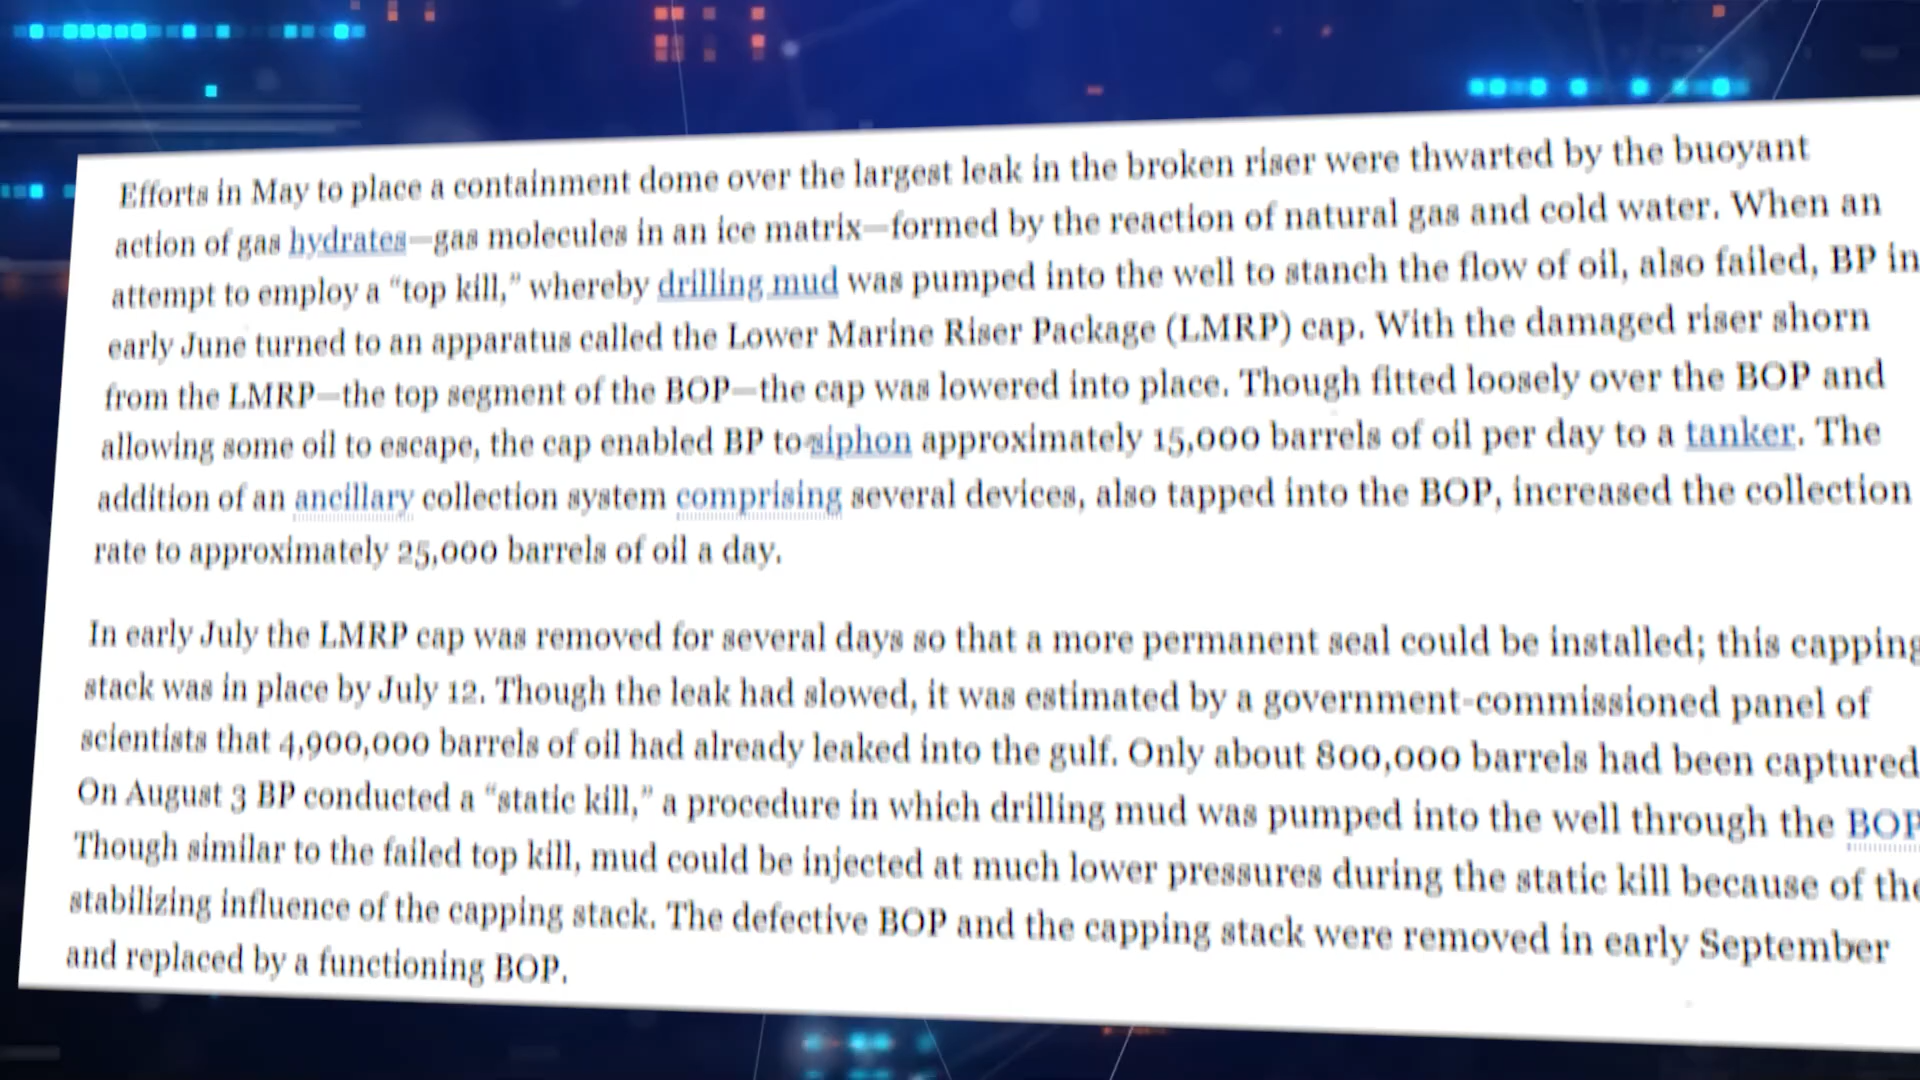 Efforts in May to place a containment dome over the largest leak in the broken riser were thwarted by the buoyant
action of gas hydrates—gas molecules in an ice matrix—formed by the reaction of natural gas and cold water. When an
attempt to employ a “top kill,” whereby drilling mud was pumped into the well to stanch the flow of oil, also failed, BP in
early June turned to an apparatus called the Lower Marine Riser Package (LMRP) cap. With the damaged riser shorn
from the LMRP—the top segment of the BOP—the cap was lowered into place. Though fitted loosely over the BOP and
allowing some oil to escape, the cap enabled BP to siphon approximately 15,000 barrels of oil per day to a tanker. The
addition of an ancillary collection system comprising several devices, also tapped into the BOP, increased the collection
rate to approximately 25,000 barrels of oil a day.
In early July the LMRP cap was removed for several days so that a more permanent seal could be installed; this capping
stack was in place by July 12. Though the leak had slowed, it was estimated by a government-commissioned panel of
scientists that 4,900,000 barrels of oil had already leaked into the gulf. Only about 800,000 barrels had been captured
On August 3 BP conducted a “static kill,” a procedure in which drilling mud was pumped into the well through the BOP
Though similar to the failed top kill, mud could be injected at much lower pressures during the static kill because of the
stabilizing influence of the capping stack. The defective BOP and the capping stack were removed in early September
and replaced by a functioning BOP.